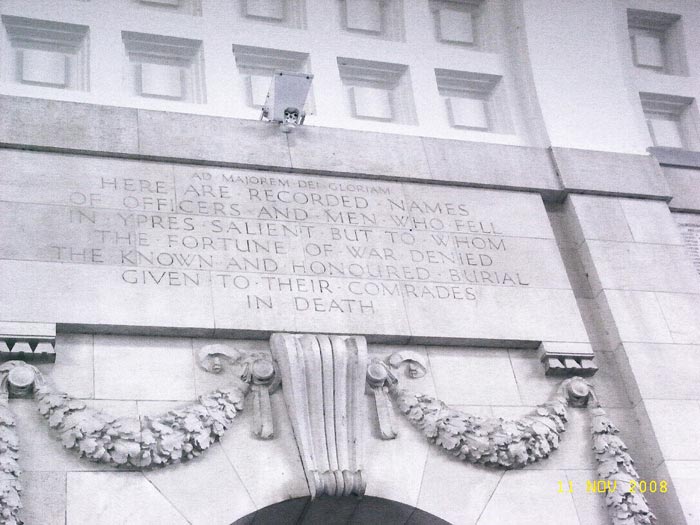 AD MAIOREM DEI GLORIAM
HERE ARE RECORDED NAMES
OF OFFICERS AND MEN WHO FELL
IN YPRES SALIENT BUT TO WHOM
THE FORTUNE OF WAR DENIED
THE KNOWN AND HONOURED BURIAL
GIVEN TO THEIR COMRADES
IN DEATH
11 NOV 2008